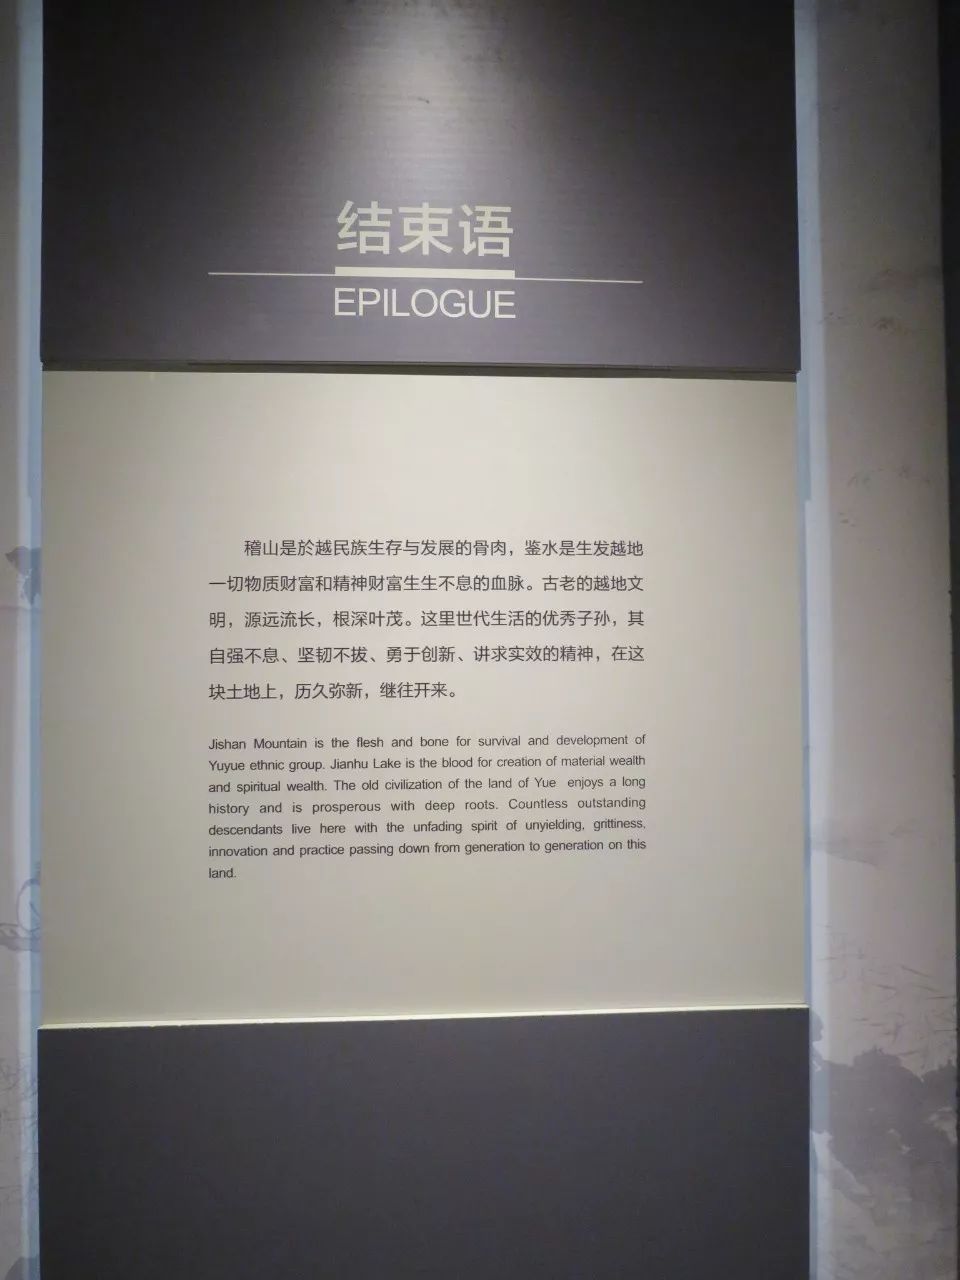 结束语
EPILOGUE
稽山是於越民族生存与发展的骨肉，鉴水是生发越地
一切物质财富和精神财富生生不息的血脉。古老的越地文
明，源远流长，根深叶茂。这里世代生活的优秀子孙，其
自强不息、坚韧不拔、勇于创新、讲求实效的精神，在这
块土地上，历久弥新，继往开来。
Jishan Mountain is the flesh and bone for survival and development of
Yuyue ethnic group. Jianhu Lake is the blood for creation of material wealth
and spiritual wealth. The old civilization of the land of Yue enjoys a long
history and is prosperous with deep roots. Countless outstanding
descendants live here with the unfading spirit of unyielding, grittiness,
innovation and practice passing down from generation to generation on this
land.